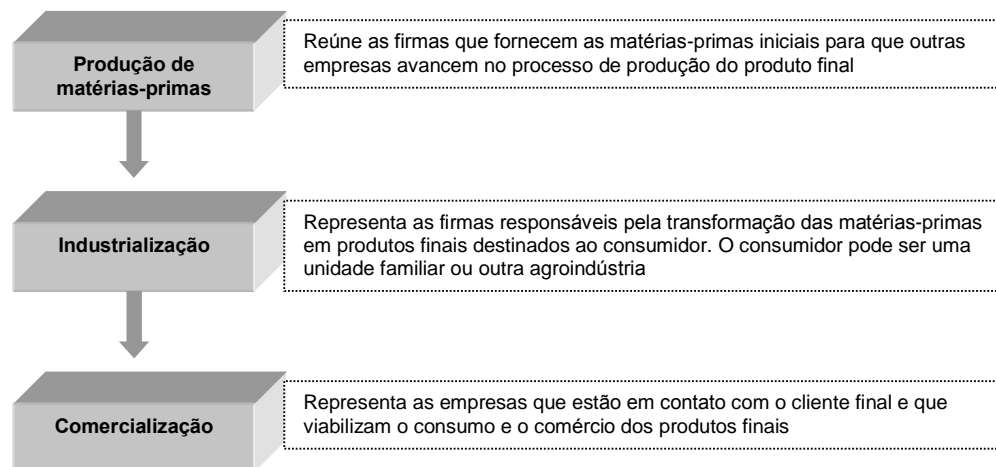 Produção de
matérias-primas
Reúne as firmas que fornecem as matérias-primas iniciais para que outras
empresas avancem no processo de produção do produto final
Industrialização
Representa as firmas responsáveis pela transformação das matérias-primas
em produtos finais destinados ao consumidor. O consumidor pode ser uma
unidade familiar ou outra agroindústria
Comercialização
Representa as empresas que estão em contato com o cliente final e que
viabilizam o consumo e o comércio dos produtos finais